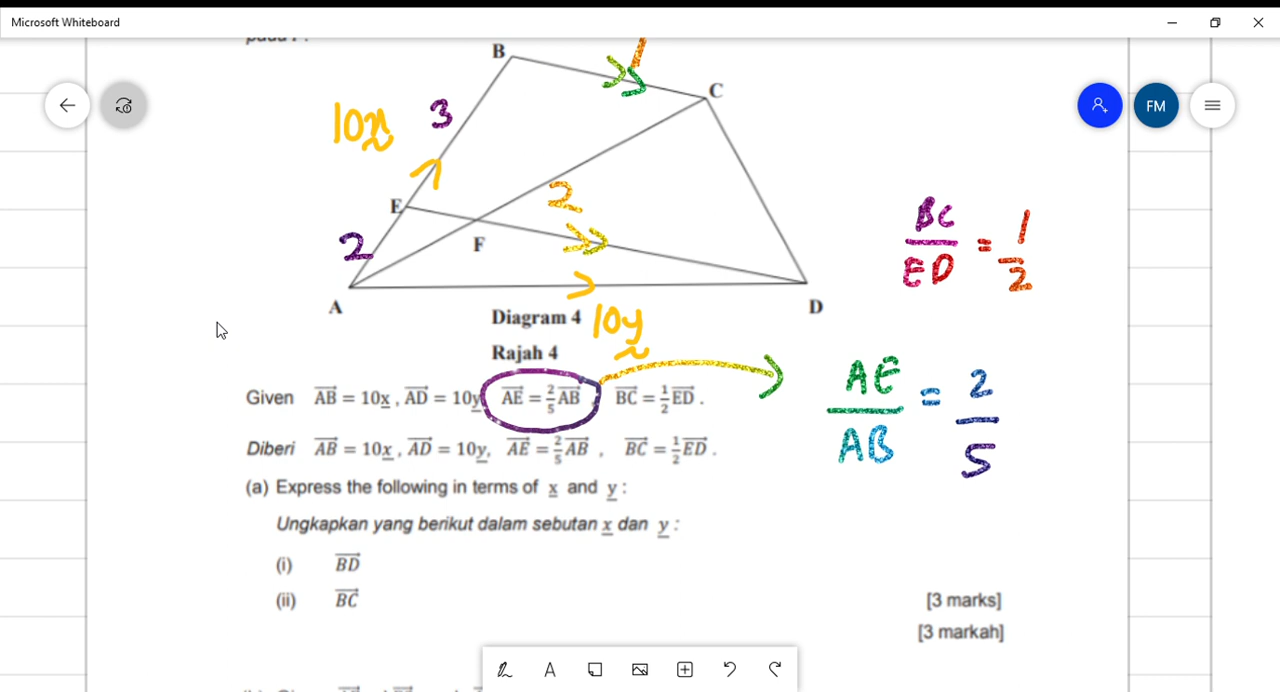 Microsoft Whiteboard
B
1
C
10x
3
E
2
2
F
A
D
10y
BC/ED = 1/2
AE/AB = 2/5
FM
Diagram 4
Rajah 4
Given AB = 10x , AD = 10y, AE = 2/5 AB , BC = 1/2 ED .
Diberi AB = 10x , AD = 10y, AE = 2/5 AB , BC = 1/2 ED .
(a) Express the following in terms of x and y :
Ungkapkan yang berikut dalam sebutan x dan y :
(i) BD
(ii) BC
[3 marks]
[3 markah]